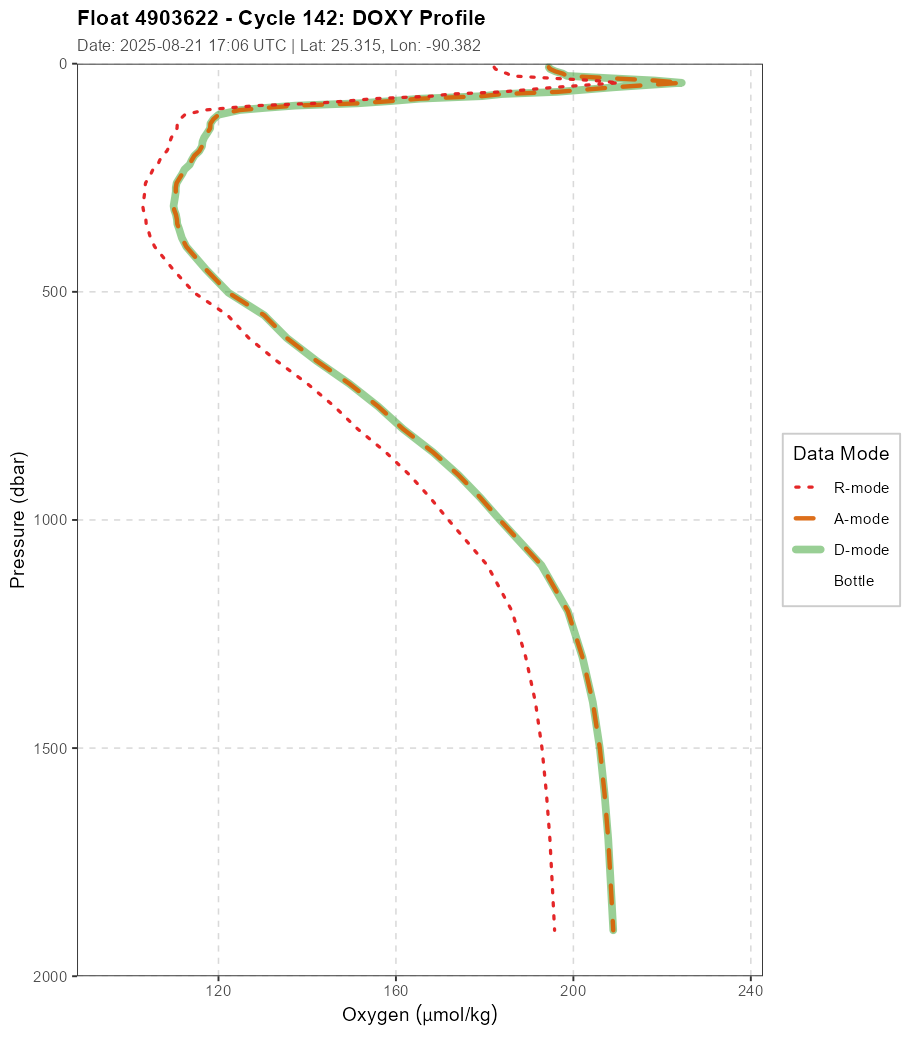 Float 4903622 - Cycle 142: DOXY Profile
Date: 2025-08-21 17:06 UTC | Lat: 25.315, Lon: -90.382
0
500
1000
1500
2000
Pressure (dbar)
120
160
200
240
Oxygen (μmol/kg)
Data Mode
R-mode
A-mode
D-mode
Bottle